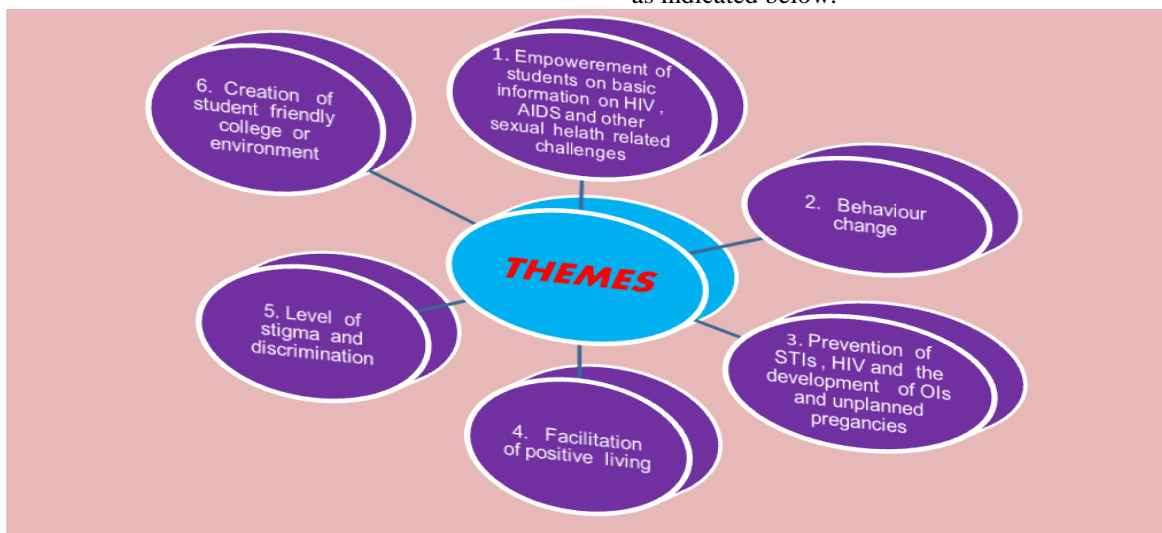 as indicated below.
1. Empowerement of
students on basic
information on HIV ,
AIDS and other
sexual helath related
challenges
6. Creation of
student friendly
college or
environment
2. Behaviour
change
THEMES
5. Level of
stigma and
discrimination
3. Prevention of
STIs , HIV and the
development of OIs
and unplanned
pregancies
4. Facilitation
of positive living